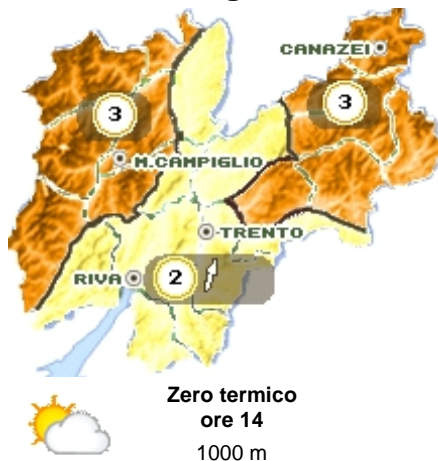 CANAZEI
3
3
M.CAMPIGLIO
TRENTO
RIVA 2
Zero termico
ore 14
1000 m